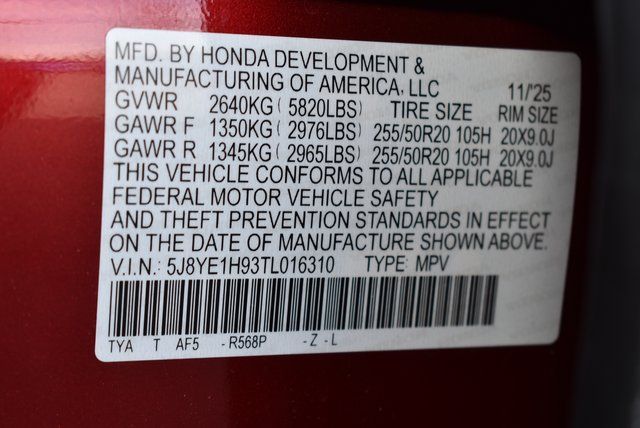 MFD. BY HONDA DEVELOPMENT &
MANUFACTURING OF AMERICA, LLC 11/'25
GVWR 2640KG ( 5820LBS) TIRE SIZE RIM SIZE
GAWR F 1350KG ( 2976LBS) 255/50R20 105H 20X9.0J
GAWR R 1345KG ( 2965LBS) 255/50R20 105H 20X9.0J
THIS VEHICLE CONFORMS TO ALL APPLICABLE
FEDERAL MOTOR VEHICLE SAFETY
AND THEFT PREVENTION STANDARDS IN EFFECT
ON THE DATE OF MANUFACTURE SHOWN ABOVE.
V.I.N.: 5J8YE1H93TL016310 TYPE: MPV
TYA T AF5 - R568P - Z - L